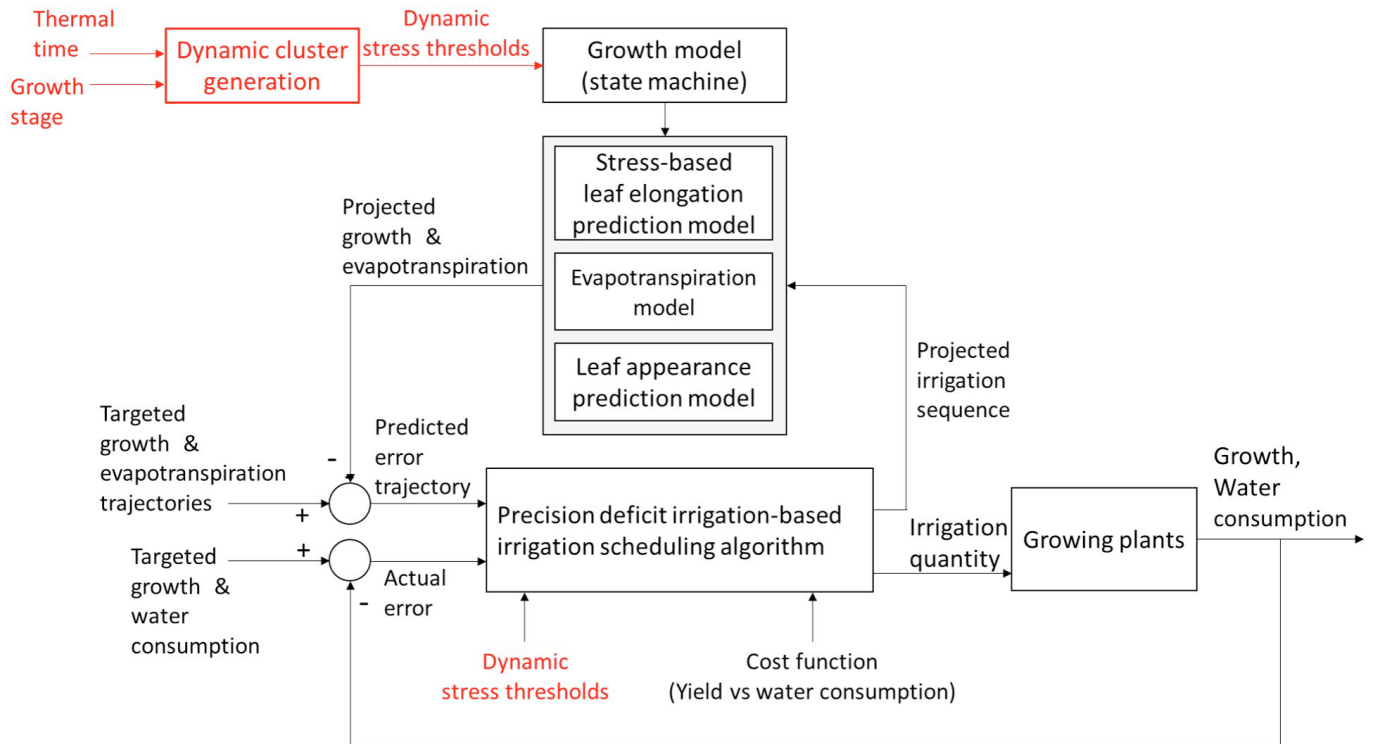 Thermal
time
Growth
stage
Dynamic cluster
generation
Dynamic
stress thresholds
Growth model
(state machine)
Stress-based
leaf elongation
prediction model
Evapotranspiration
model
Leaf appearance
prediction model
Projected
growth & 
evapotranspiration
Projected
irrigation
sequence
Targeted
growth &
evapotranspiration
trajectories
-
+
Predicted
error
trajectory
Targeted
growth &
water
consumption
+
-
Actual
error
Precision deficit irrigation-based
irrigation scheduling algorithm
Irrigation
quantity
Growing plants
Growth,
Water
consumption
Dynamic
stress thresholds
Cost function
(Yield vs water consumption)